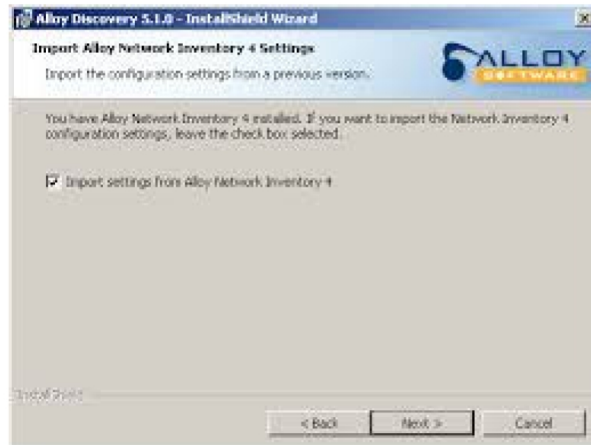 Alloy Discovery 5.1.0 - InstallShield Wizard
Import Alloy Network Inventory 4 Settings
Import the configuration settings from a previous version.
ALLOY
SOFTWARE
You have Alloy Network Inventory 4 installed. If you want to import the Network Inventory 4
configuration settings, leave the check box selected.
Import settings from Alloy Network Inventory 4
InstallShield
< Back
Next >
Cancel